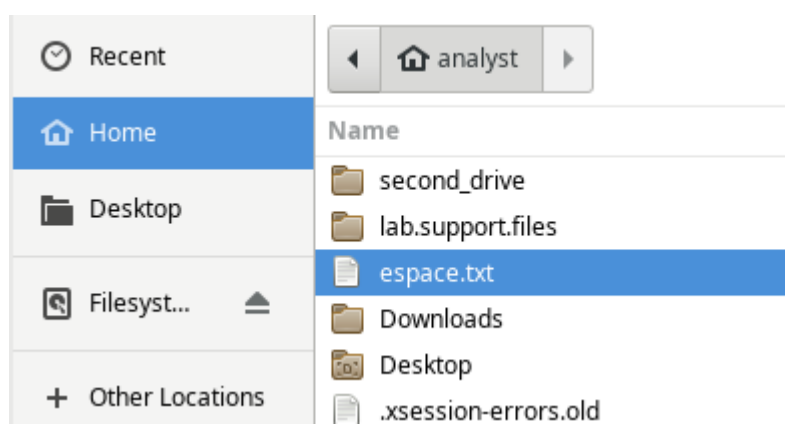 Recent
Home
Desktop
Filesyst...
Other Locations
analyst
Name
second_drive
lab.support.files
espace.txt
Downloads
Desktop
.xsession-errors.old